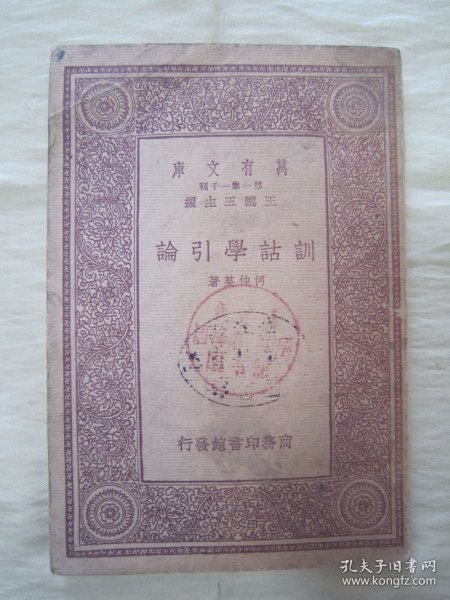 庫文有萬
種千一集一第
編主五雲王
論引學詁訓
著英仲何
行發館書印務商
孔夫子旧书网
www.kongfz.com